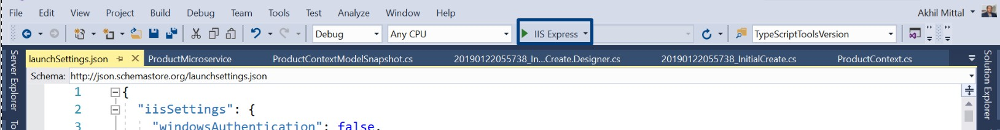 File Edit View Project Build Debug Team Tools Test Analyze Window Help Akhil Mittal
Debug Any CPU IIS Express TypeScriptToolsVersion
launchSettings.json ProductMicroservice ProductContextModelSnapshot.cs 20190122055738_In...Create.Designer.cs 20190122055738_InitialCreate.cs ProductContext.cs
Schema: http://json.schemastore.org/launchsettings.json
1 {
2 "iisSettings": {
3 "windowsAuthentication": false,
Server Explorer
To
Solution Explorer